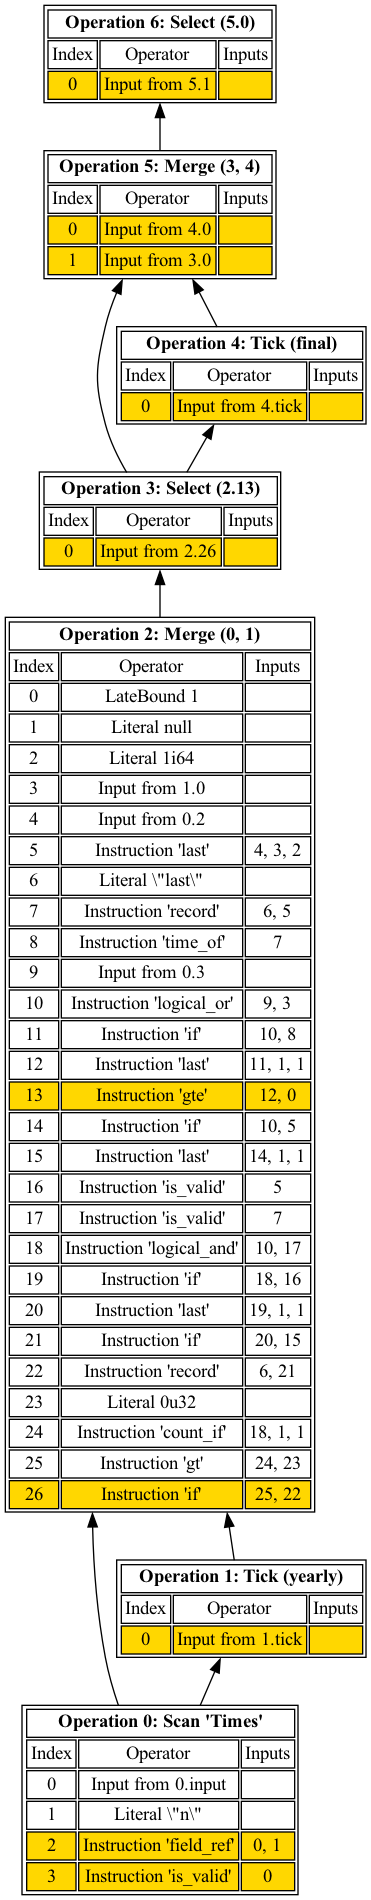 Operation 6: Select (5.0)
Index Operator Inputs
0 Input from 5.1
Operation 5: Merge (3, 4)
Index Operator Inputs
0 Input from 4.0
1 Input from 3.0
Operation 4: Tick (final)
Index Operator Inputs
0 Input from 4.tick
Operation 3: Select (2.13)
Index Operator Inputs
0 Input from 2.26
Operation 2: Merge (0, 1)
Index Operator Inputs
0 LateBound 1
1 Literal null
2 Literal 1i64
3 Input from 1.0
4 Input from 0.2
5 Instruction 'last' 4, 3, 2
6 Literal \"last\"
7 Instruction 'record' 6, 5
8 Instruction 'time_of' 7
9 Input from 0.3
10 Instruction 'logical_or' 9, 3
11 Instruction 'if' 10, 8
12 Instruction 'last' 11, 1, 1
13 Instruction 'gte' 12, 0
14 Instruction 'if' 10, 5
15 Instruction 'last' 14, 1, 1
16 Instruction 'is_valid' 5
17 Instruction 'is_valid' 7
18 Instruction 'logical_and' 10, 17
19 Instruction 'if' 18, 16
20 Instruction 'last' 19, 1, 1
21 Instruction 'if' 20, 15
22 Instruction 'record' 6, 21
23 Literal 0u32
24 Instruction 'count_if' 18, 1, 1
25 Instruction 'gt' 24, 23
26 Instruction 'if' 25, 22
Operation 1: Tick (yearly)
Index Operator Inputs
0 Input from 1.tick
Operation 0: Scan 'Times'
Index Operator Inputs
0 Input from 0.input
1 Literal \"n\"
2 Instruction 'field_ref' 0, 1
3 Instruction 'is_valid' 0